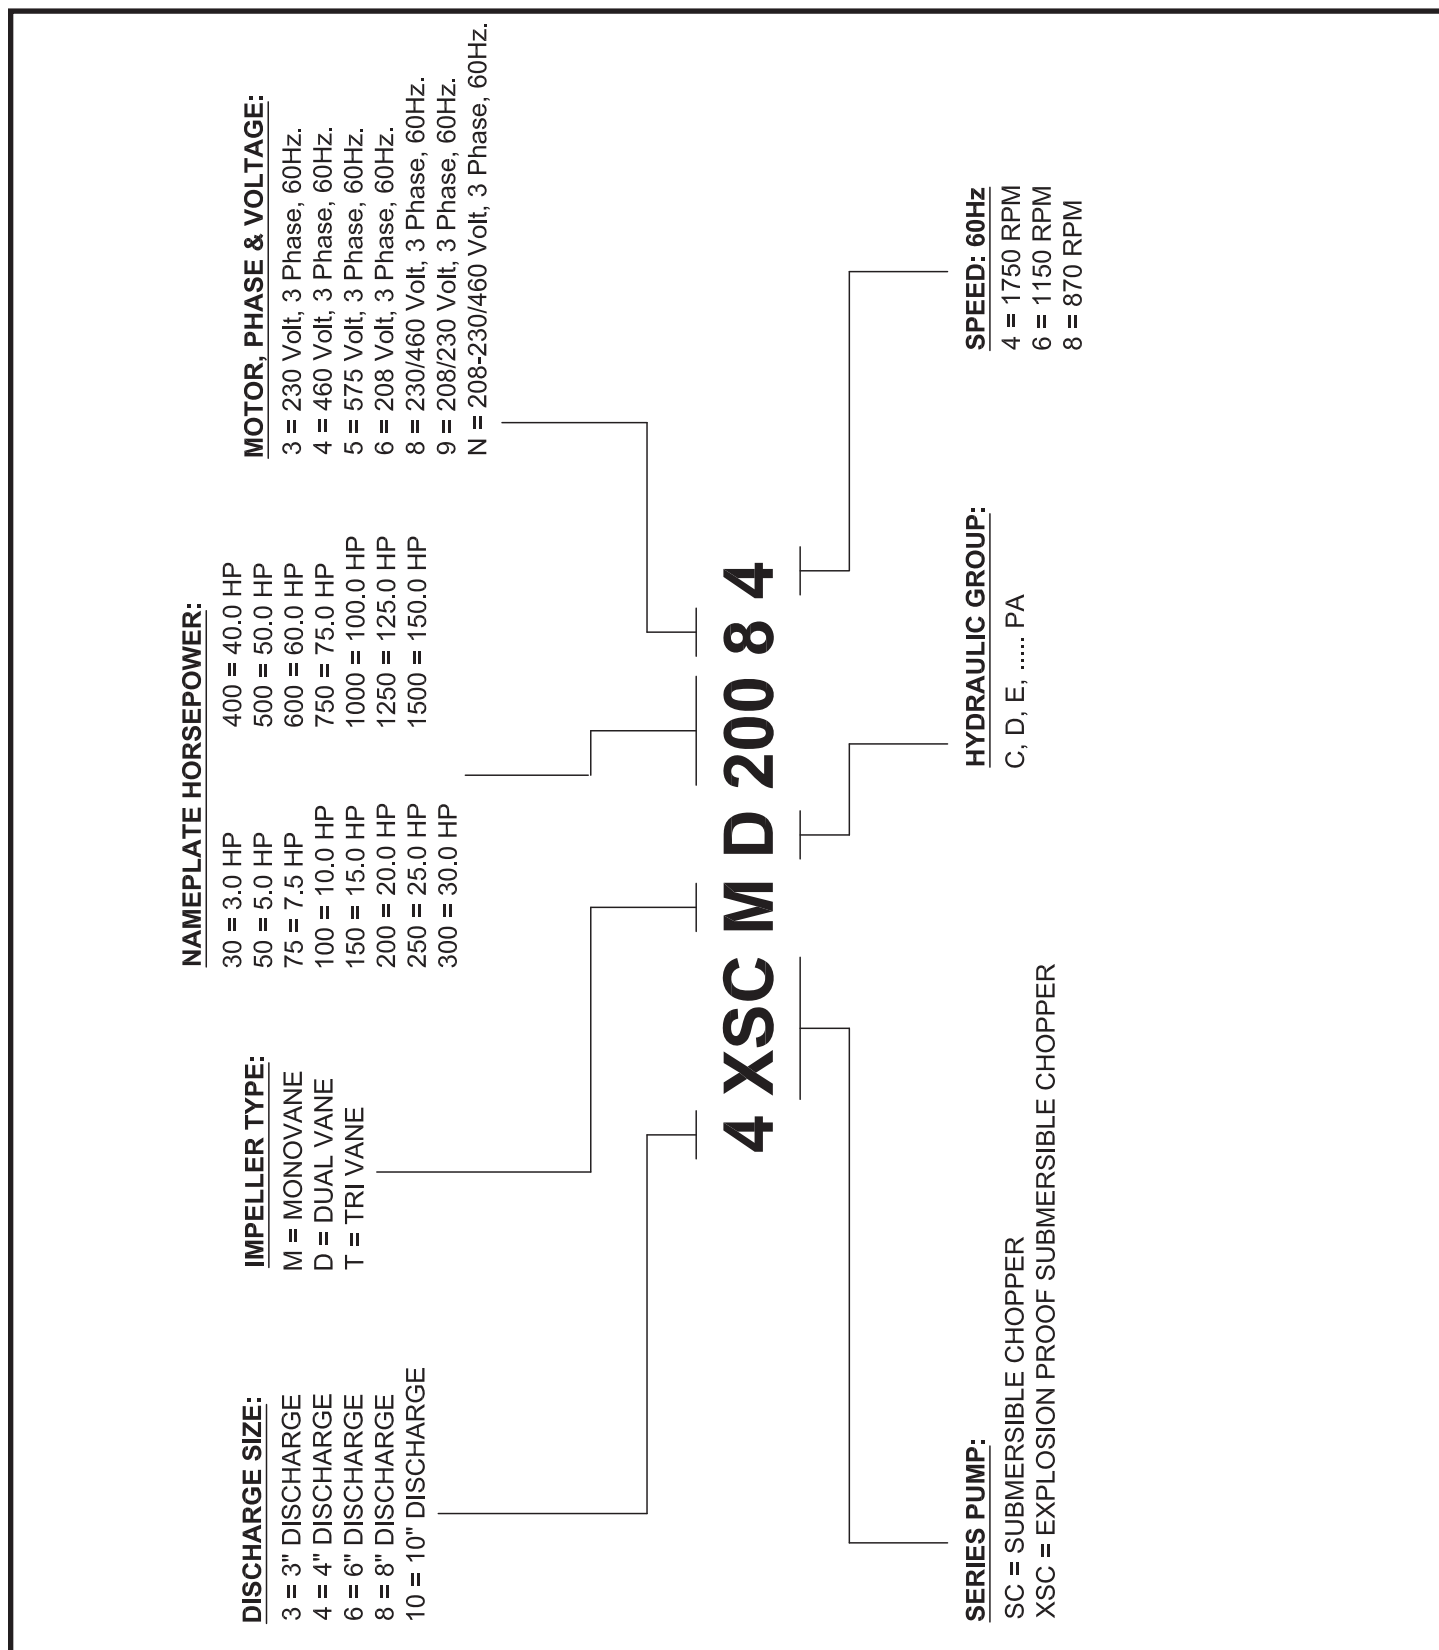 DISCHARGE SIZE:
3 = 3" DISCHARGE
4 = 4" DISCHARGE
6 = 6" DISCHARGE
8 = 8" DISCHARGE
10 = 10" DISCHARGE
IMPELLER TYPE:
M = MONOVANE
D = DUAL VANE
T = TRI VANE
NAMEPLATE HORSEPOWER:
30 = 3.0 HP
50 = 5.0 HP
75 = 7.5 HP
100 = 10.0 HP
150 = 15.0 HP
200 = 20.0 HP
250 = 25.0 HP
300 = 30.0 HP
400 = 40.0 HP
500 = 50.0 HP
600 = 60.0 HP
750 = 75.0 HP
1000 = 100.0 HP
1250 = 125.0 HP
1500 = 150.0 HP
MOTOR, PHASE & VOLTAGE:
3 = 230 Volt, 3 Phase, 60Hz.
4 = 460 Volt, 3 Phase, 60Hz.
5 = 575 Volt, 3 Phase, 60Hz.
6 = 208 Volt, 3 Phase, 60Hz.
8 = 230/460 Volt, 3 Phase, 60Hz.
9 = 208/230 Volt, 3 Phase, 60Hz.
N = 208-230/460 Volt, 3 Phase, 60Hz.
4 XSC M D 200 8 4
SERIES PUMP:
SC = SUBMERSIBLE CHOPPER
XSC = EXPLOSION PROOF SUBMERSIBLE CHOPPER
HYDRAULIC GROUP:
C, D, E, ..... PA
SPEED: 60Hz
4 = 1750 RPM
6 = 1150 RPM
8 = 870 RPM